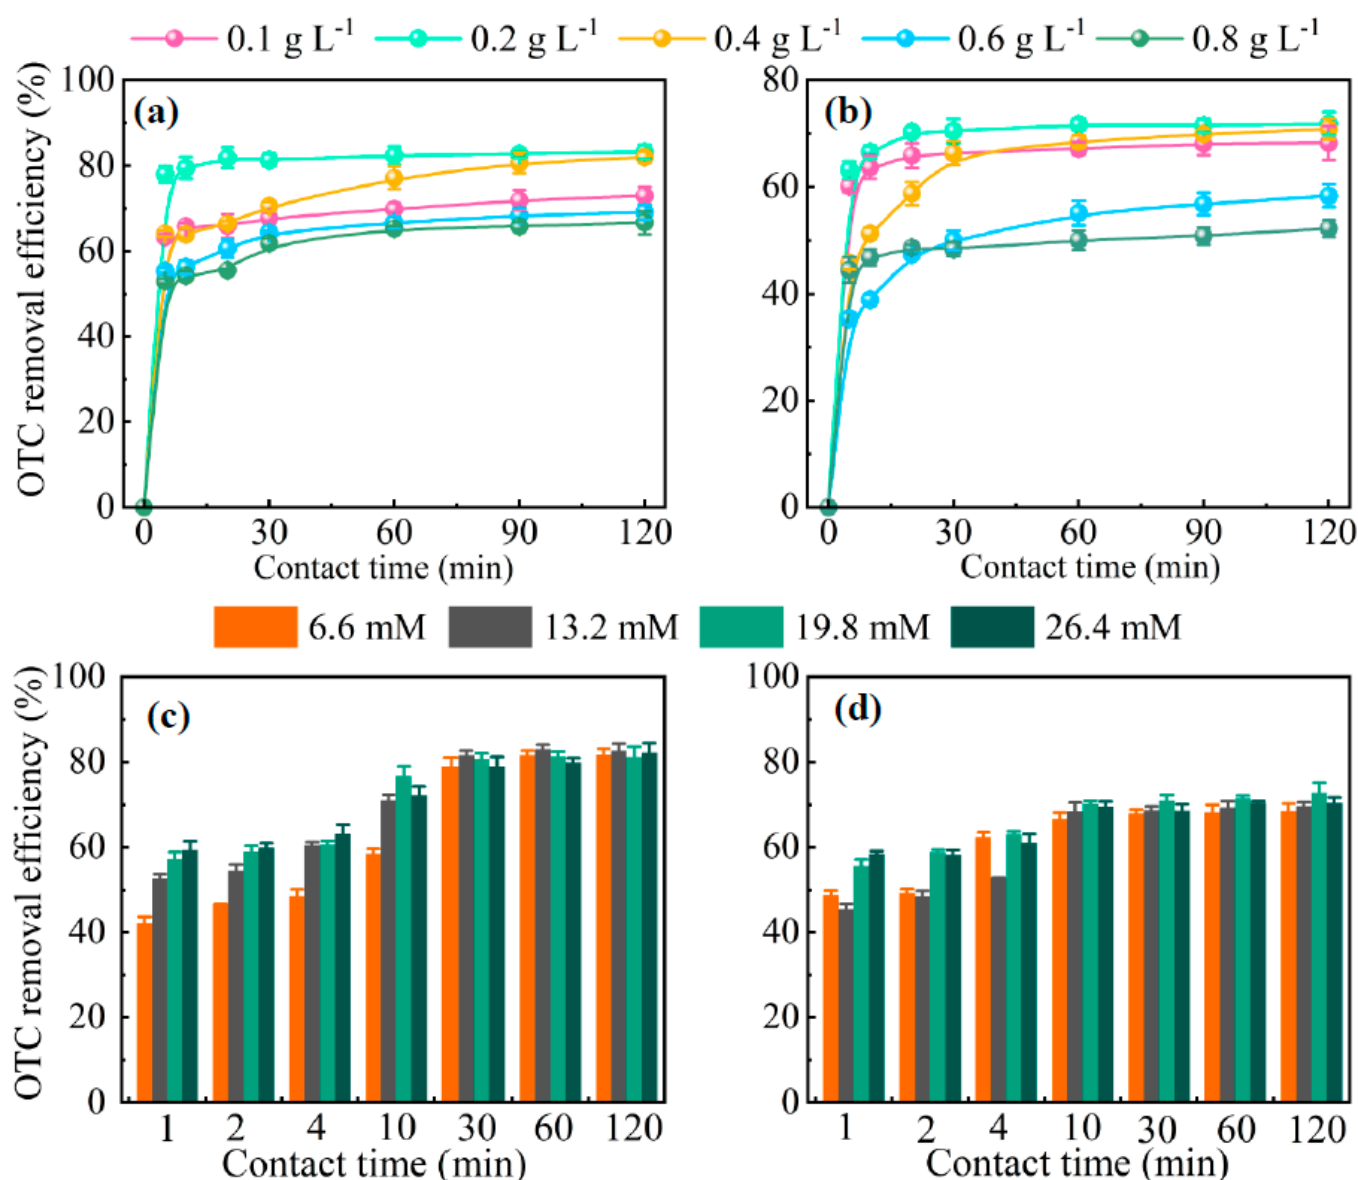 0.1 g L⁻¹ 0.2 g L⁻¹ 0.4 g L⁻¹ 0.6 g L⁻¹ 0.8 g L⁻¹
OTC removal efficiency (%)
100
80
60
40
20
0
(a)
0 30 60 90 120
Contact time (min)
80
60
40
20
0
(b)
0 30 60 90 120
Contact time (min)
6.6 mM 13.2 mM 19.8 mM 26.4 mM
OTC removal efficiency (%)
100
80
60
40
20
0
(c)
1 2 4 10 30 60 120
Contact time (min)
100
80
60
40
20
0
(d)
1 2 4 10 30 60 120
Contact time (min)